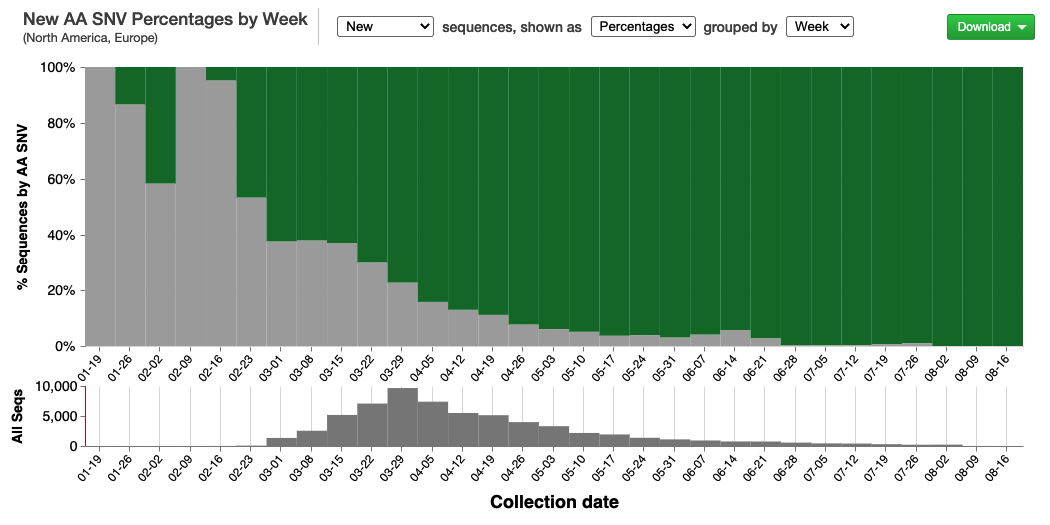 New AA SNV Percentages by Week
(North America, Europe)
New sequences, shown as Percentages grouped by Week
Download
% Sequences by AA SNV
100%
80%
60%
40%
20%
0%
01-19 01-26 02-02 02-09 02-16 02-23 03-01 03-08 03-15 03-22 03-29 04-05 04-12 04-19 04-26 05-03 05-10 05-17 05-24 05-31 06-07 06-14 06-21 06-28 07-05 07-12 07-19 07-26 08-02 08-09 08-16
All Seqs
10,000
5,000
0
01-19 01-26 02-02 02-09 02-16 02-23 03-01 03-08 03-15 03-22 03-29 04-05 04-12 04-19 04-26 05-03 05-10 05-17 05-24 05-31 06-07 06-14 06-21 06-28 07-05 07-12 07-19 07-26 08-02 08-09 08-16
Collection date